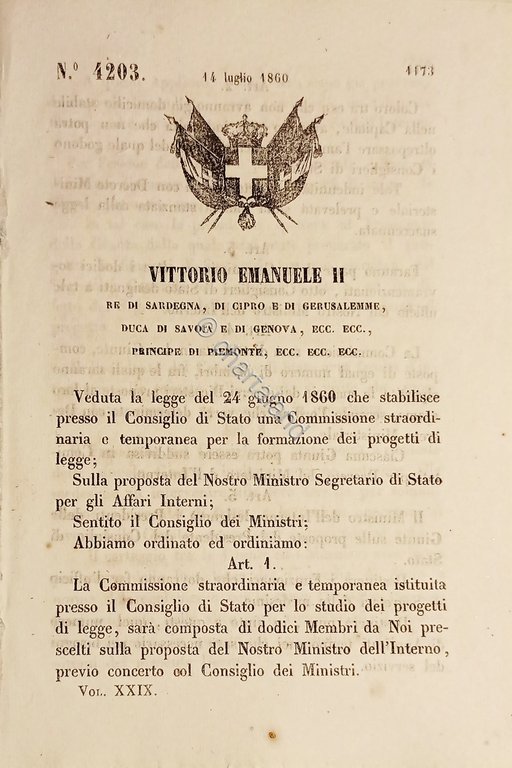 N.º 4203.
14 luglio 1860
1173
VITTORIO EMANUELE II
RE DI SARDEGNA, DI CIPRO E DI GERUSALEMME,
DUCA DI SAVOIA E DI GENOVA, ECC. ECC.,
PRINCIPE DI PIEMONTE, ECC. ECC. ECC.
Veduta la legge del 24 giugno 1860 che stabilisce
presso il Consiglio di Stato una Commissione straordi-
naria e temporanea per la formazione dei progetti di
legge;
Sulla proposta del Nostro Ministro Segretario di Stato
per gli Affari Interni;
Sentito il Consiglio dei Ministri;
Abbiamo ordinato ed ordiniamo:
Art. 1.
La Commissione straordinaria e temporanea istituita
presso il Consiglio di Stato per lo studio dei progetti
di legge, sarà composta di dodici Membri da Noi pre-
scelti sulla proposta del Nostro Ministro dell'Interno,
previo concerto col Consiglio dei Ministri.
VOL. XXIX.